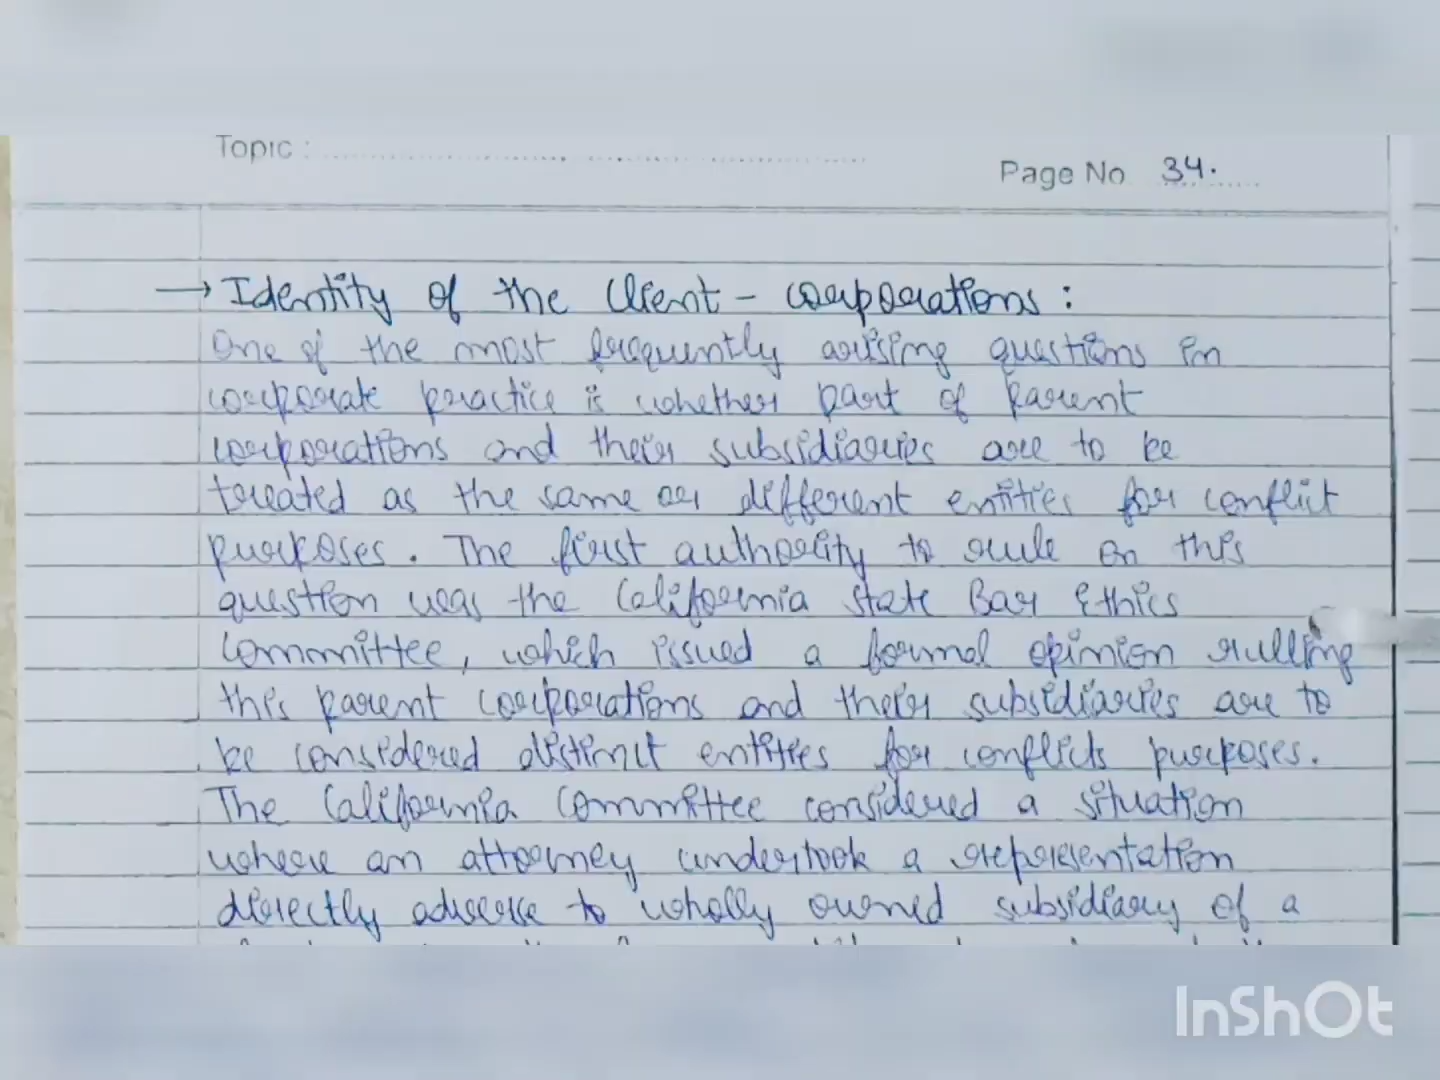 Topic :
Page No 34.
→ Identity of the Client - corporations :
One of the most frequently arising questions in
corporate practice is whether part of parent
corporations and their subsidiaries are to be
treated as the same or different entities for conflict
purposes. The first authority to rule on this
question was the California State Bar Ethics
Committee, which issued a formal opinion rulling
this parent corporations and their subsidiaries are to
be considered distinct entities for conflicts purposes.
The California Committee considered a situation
where an attorney undertook a representation
directly adverse to wholly owned subsidiary of a
InShOt